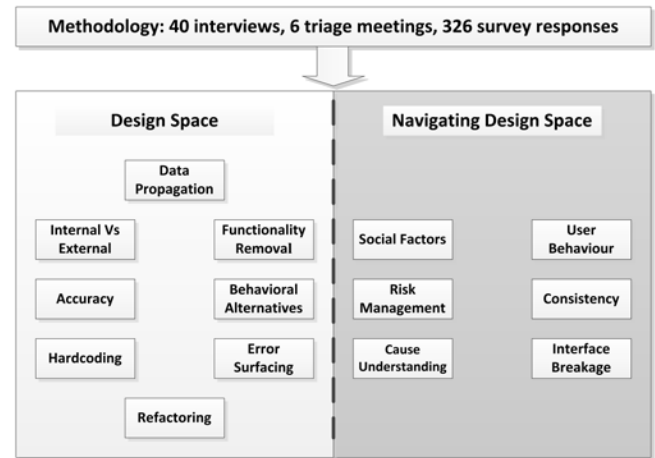 Methodology: 40 interviews, 6 triage meetings, 326 survey responses
Design Space
Data
Propagation
Internal Vs
External
Functionality
Removal
Accuracy
Behavioral
Alternatives
Hardcoding
Error
Surfacing
Refactoring
Navigating Design Space
Social Factors
User
Behaviour
Risk
Management
Consistency
Cause
Understanding
Interface
Breakage